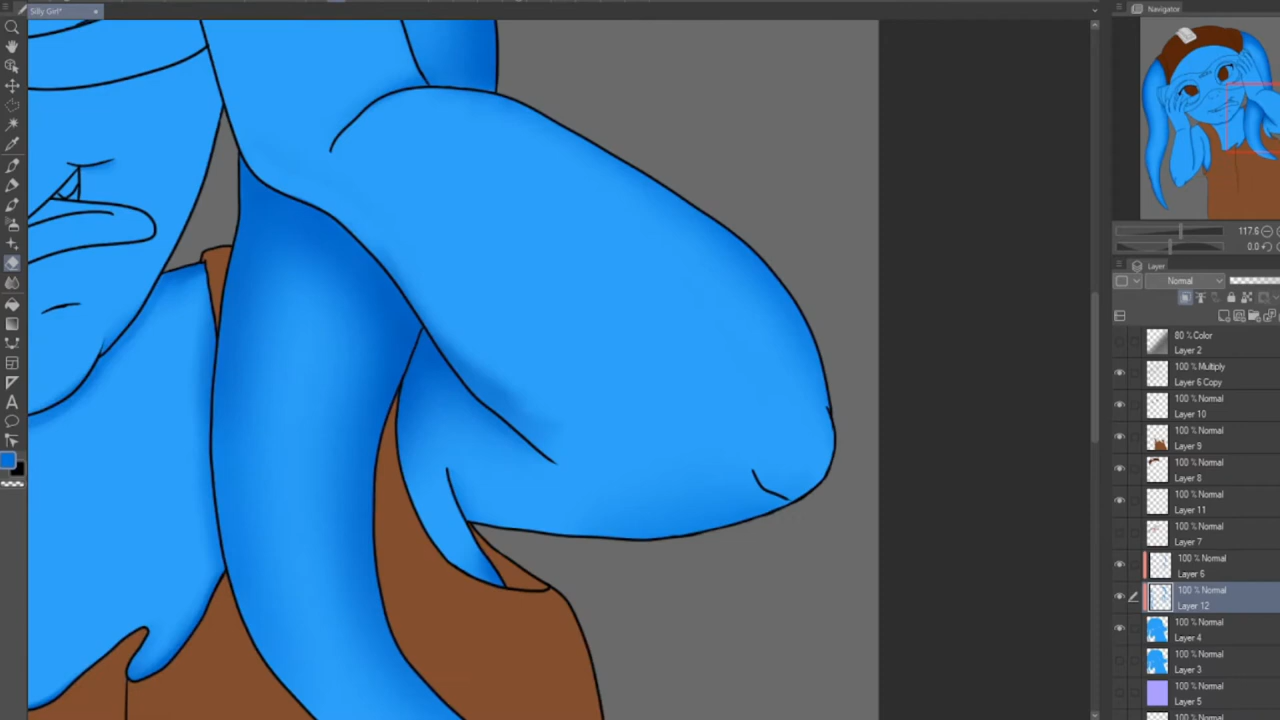 Silly Girl*
Navigator
117.6
0.0
Layer
Normal
80 % Color
Layer 2
100 % Multiply
Layer 6 Copy
100 % Normal
Layer 10
100 % Normal
Layer 9
100 % Normal
Layer 8
100 % Normal
Layer 11
100 % Normal
Layer 7
100 % Normal
Layer 6
100 % Normal
Layer 12
100 % Normal
Layer 4
100 % Normal
Layer 3
100 % Normal
Layer 5
100 % Normal